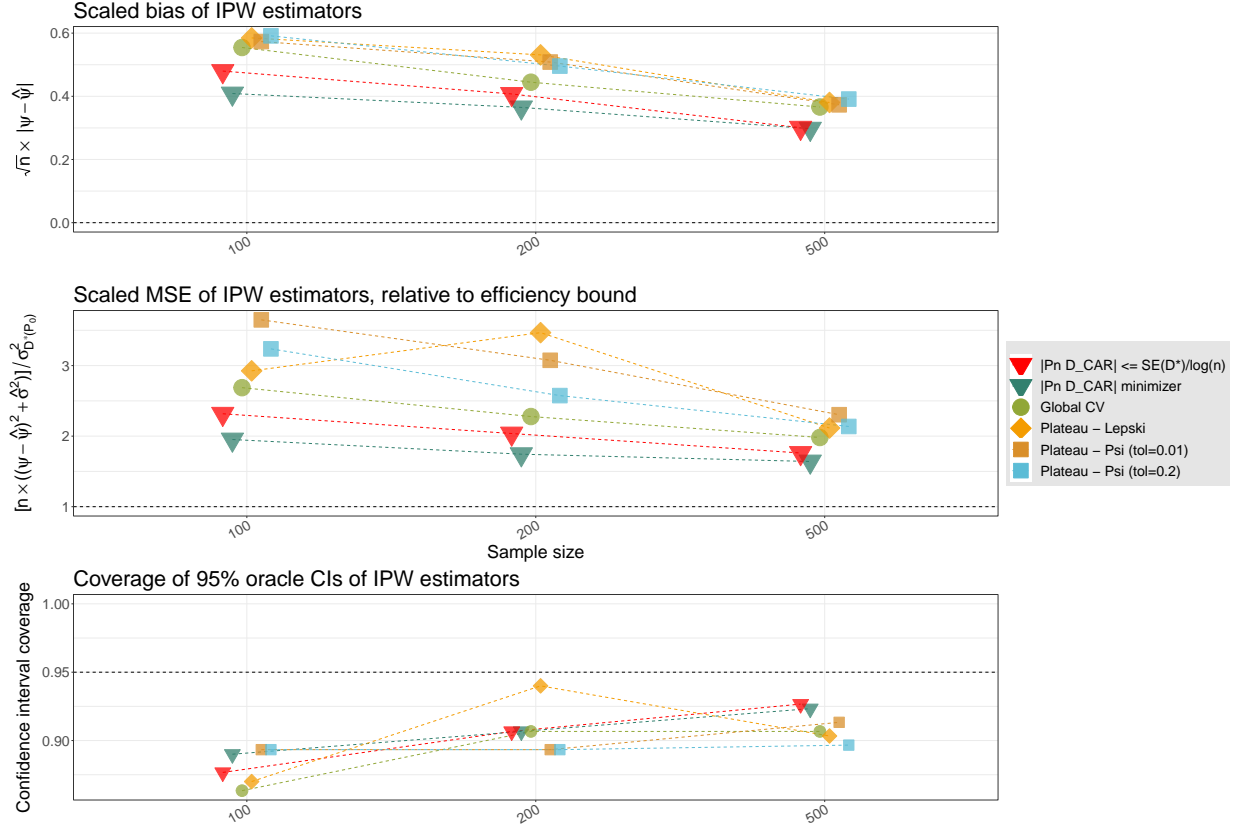 Scaled bias of IPW estimators
√n × |ψ − ψ̂|
0.6
0.4
0.2
0.0
100
200
500
Scaled MSE of IPW estimators, relative to efficiency bound
[n × ((ψ − ψ̂)² + σ̂²)] / σ²_D*(P₀)
3
2
1
100
200
500
Sample size
|Pn D_CAR| <= SE(D*)/log(n)
|Pn D_CAR| minimizer
Global CV
Plateau − Lepski
Plateau − Psi (tol=0.01)
Plateau − Psi (tol=0.2)
Coverage of 95% oracle CIs of IPW estimators
Confidence interval coverage
1.00
0.95
0.90
100
200
500